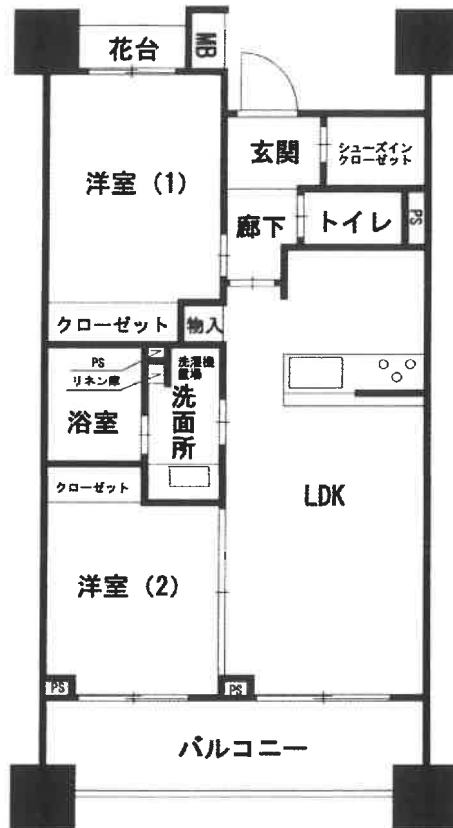 花台
MB
玄関
シューズイン
クローゼット
洋室（1）
廊下
トイレ
PS
クローゼット
物入
PS
リネン庫
洗濯機
置場
浴室
洗面所
クローゼット
LDK
洋室（2）
PS
PS
バルコニー